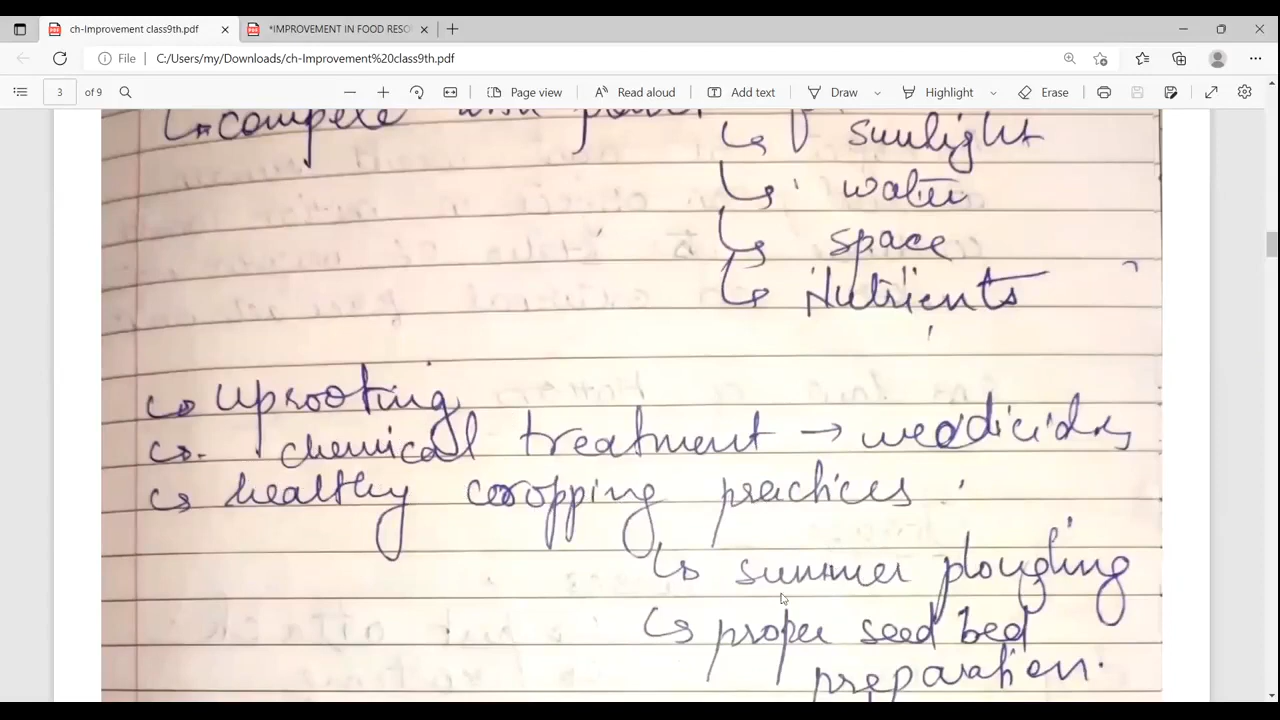 ch-Improvement class9th.pdf
*IMPROVEMENT IN FOOD RESO
File C:/Users/my/Downloads/ch-Improvement%20class9th.pdf
3 of 9 Page view Read aloud Add text Draw Highlight Erase
↳ compete with
↳ sunlight
↳ water
↳ space
↳ Nutrients
↳ uprooting
↳ chemical treatment → weedicides
↳ healthy cropping practices
↳ summer ploughing
↳ proper seed bed
preparation.